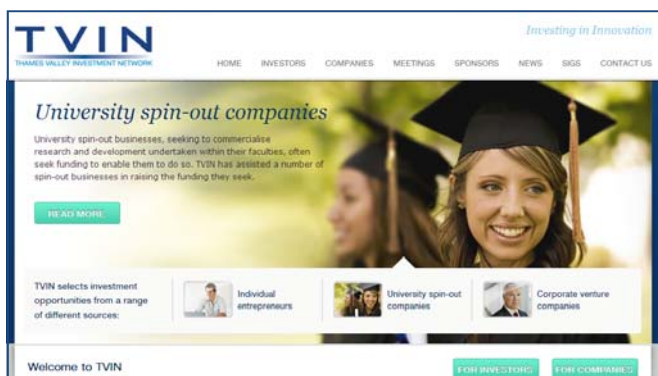 TVIN
THAMES VALLEY INVESTMENT NETWORK
Investing in Innovation
HOME INVESTORS COMPANIES MEETINGS SPONSORS NEWS SIGS CONTACT US
University spin-out companies
University spin-out businesses, seeking to commercialise
research and development undertaken within their faculties, often
seek funding to enable them to do so. TVIN has assisted a number of
spin-out businesses in raising the funding they seek.
READ MORE
TVIN selects investment
opportunities from a range
of different sources:
Individual
entrepreneurs
University spin-out
companies
Corporate venture
companies
Welcome to TVIN
FOR INVESTORS
FOR COMPANIES